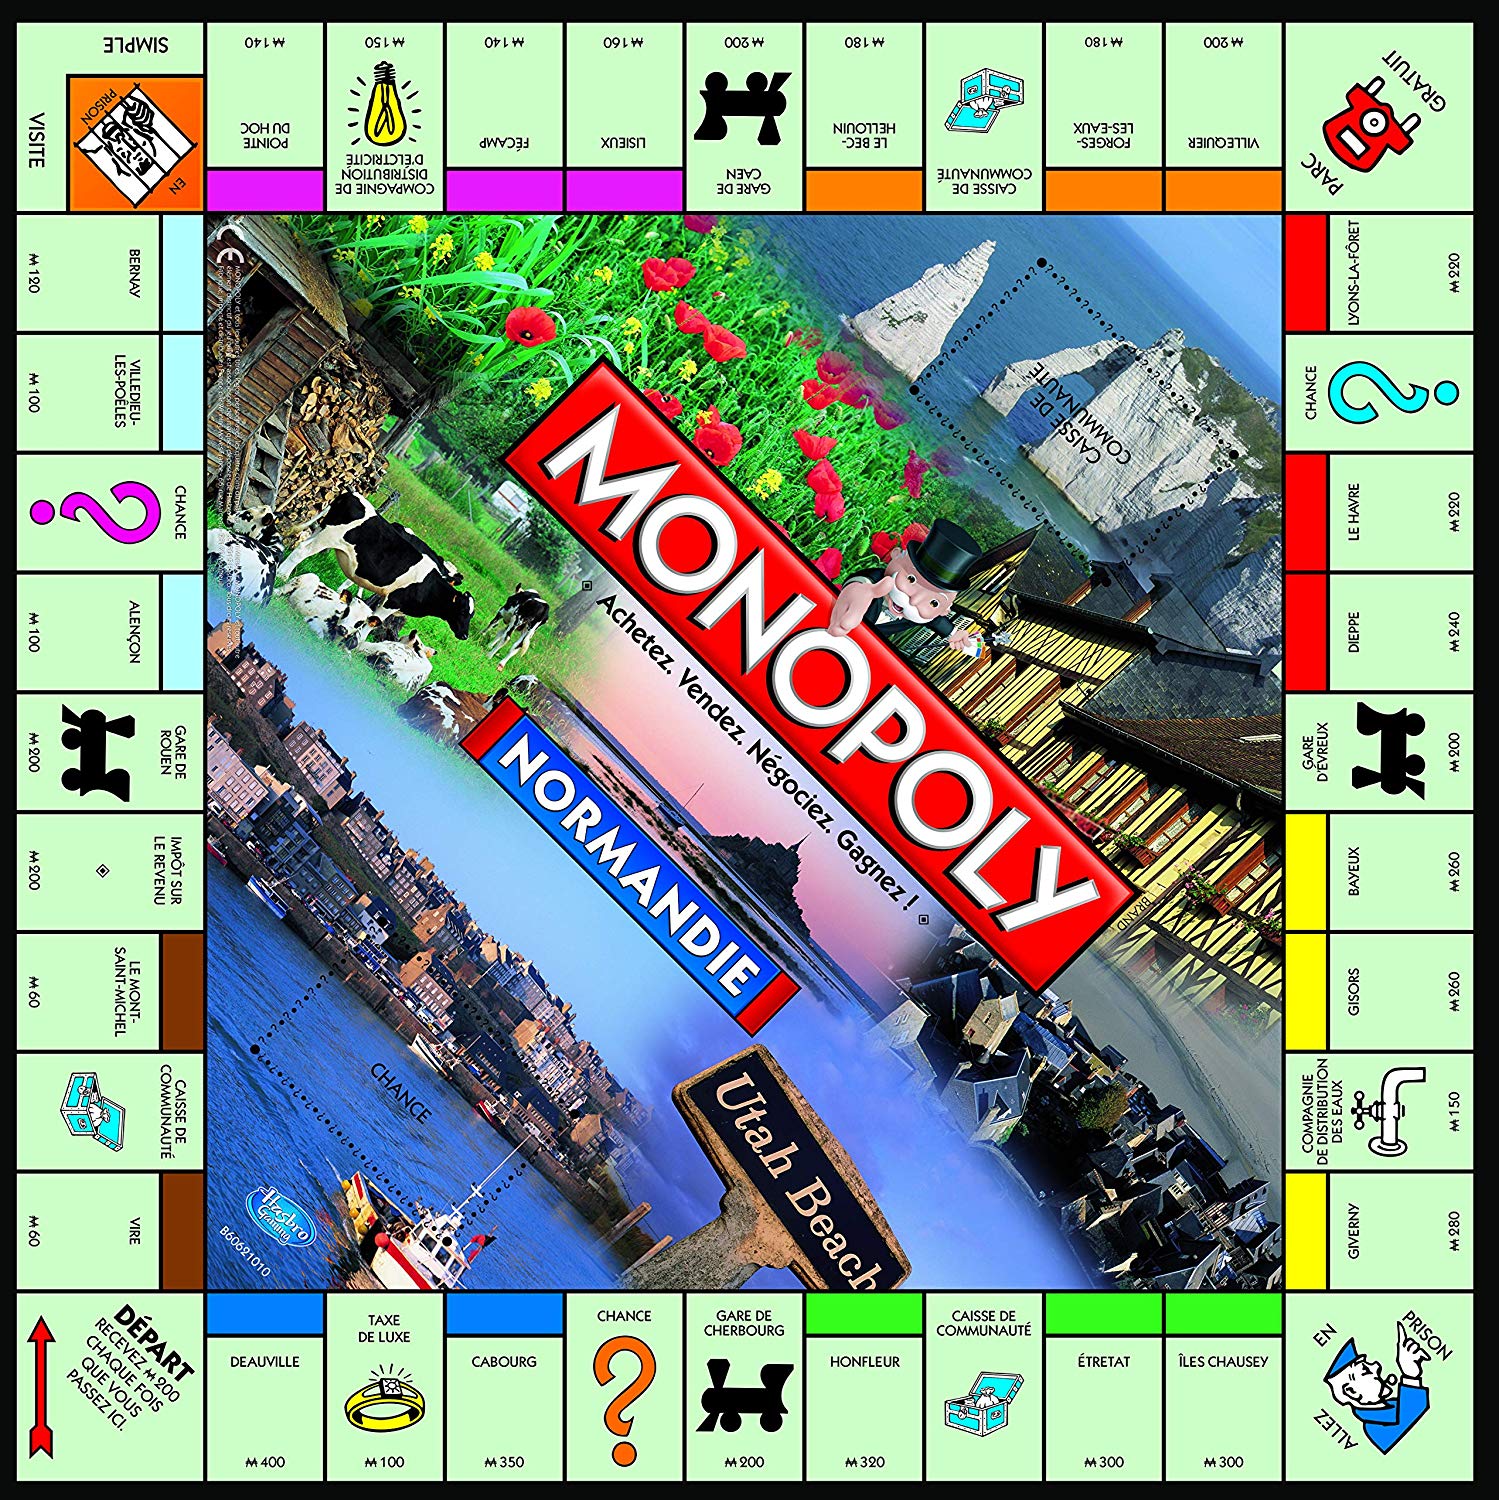 PARC
GRATUIT
LYONS-LA-FÔRET
₩ 220
CHANCE
LE HAVRE
₩ 220
DIEPPE
₩ 240
GARE
D'ÉVREUX
₩ 200
BAYEUX
₩ 260
GISORS
₩ 260
COMPAGNIE
DE DISTRIBUTION
DES EAUX
₩ 150
GIVERNY
₩ 280
ALLEZ
EN
PRISON
ÎLES CHAUSEY
₩ 300
ÉTRETAT
₩ 300
CAISSE DE
COMMUNAUTÉ
HONFLEUR
₩ 320
GARE DE
CHERBOURG
₩ 200
CHANCE
CABOURG
₩ 350
TAXE
DE LUXE
₩ 100
DEAUVILLE
₩ 400
DÉPART
RECEVEZ ₩ 200
CHAQUE FOIS
QUE VOUS
PASSEZ ICI.
VIRE
₩ 60
CAISSE DE
COMMUNAUTÉ
LE MONT-
SAINT-MICHEL
₩ 60
IMPÔT SUR
LE REVENU
₩ 200
GARE DE
ROUEN
₩ 200
ALENÇON
₩ 100
CHANCE
VILLEDIEU-
LES-POÊLES
₩ 100
BERNAY
₩ 120
EN
PRISON
SIMPLE
VISITE
POINTE
DU HOC
₩ 140
COMPAGNIE DE
DISTRIBUTION
D'ÉLCTRICITÉ
₩ 150
FÉCAMP
₩ 140
LISIEUX
₩ 160
GARE DE
CAEN
₩ 200
LE BEC-
HELLOUIN
₩ 180
CAISSE DE
COMMUNAUTÉ
FORGES-
LES-EAUX
₩ 180
VILLEQUIER
₩ 200
CAISSE DE
COMMUNAUTÉ
BRAND
MONOPOLY
Achetez. Vendez. Négociez. Gagnez !
NORMANDIE
Utah Beach
CHANCE
Hasbro
Gaming
B60621010
CE